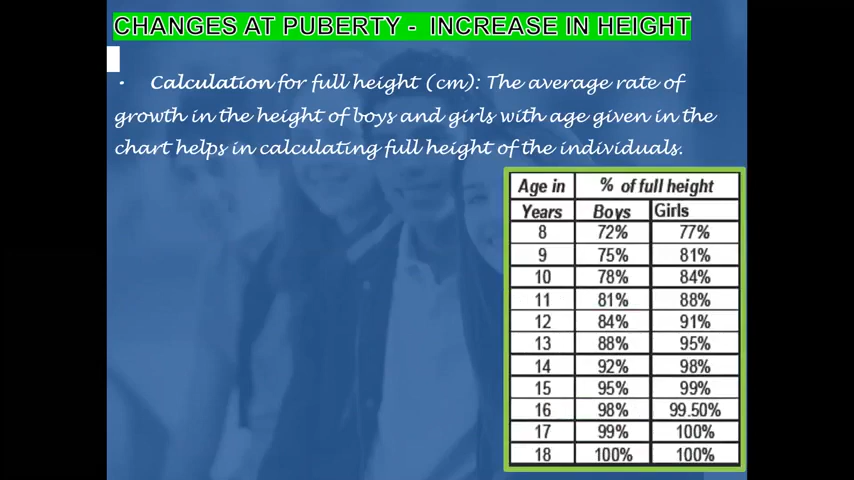 CHANGES AT PUBERTY - INCREASE IN HEIGHT
• Calculation for full height (cm): The average rate of
growth in the height of boys and girls with age given in the
chart helps in calculating full height of the individuals.
Age in % of full height
Years Boys Girls
8 72% 77%
9 75% 81%
10 78% 84%
11 81% 88%
12 84% 91%
13 88% 95%
14 92% 98%
15 95% 99%
16 98% 99.50%
17 99% 100%
18 100% 100%